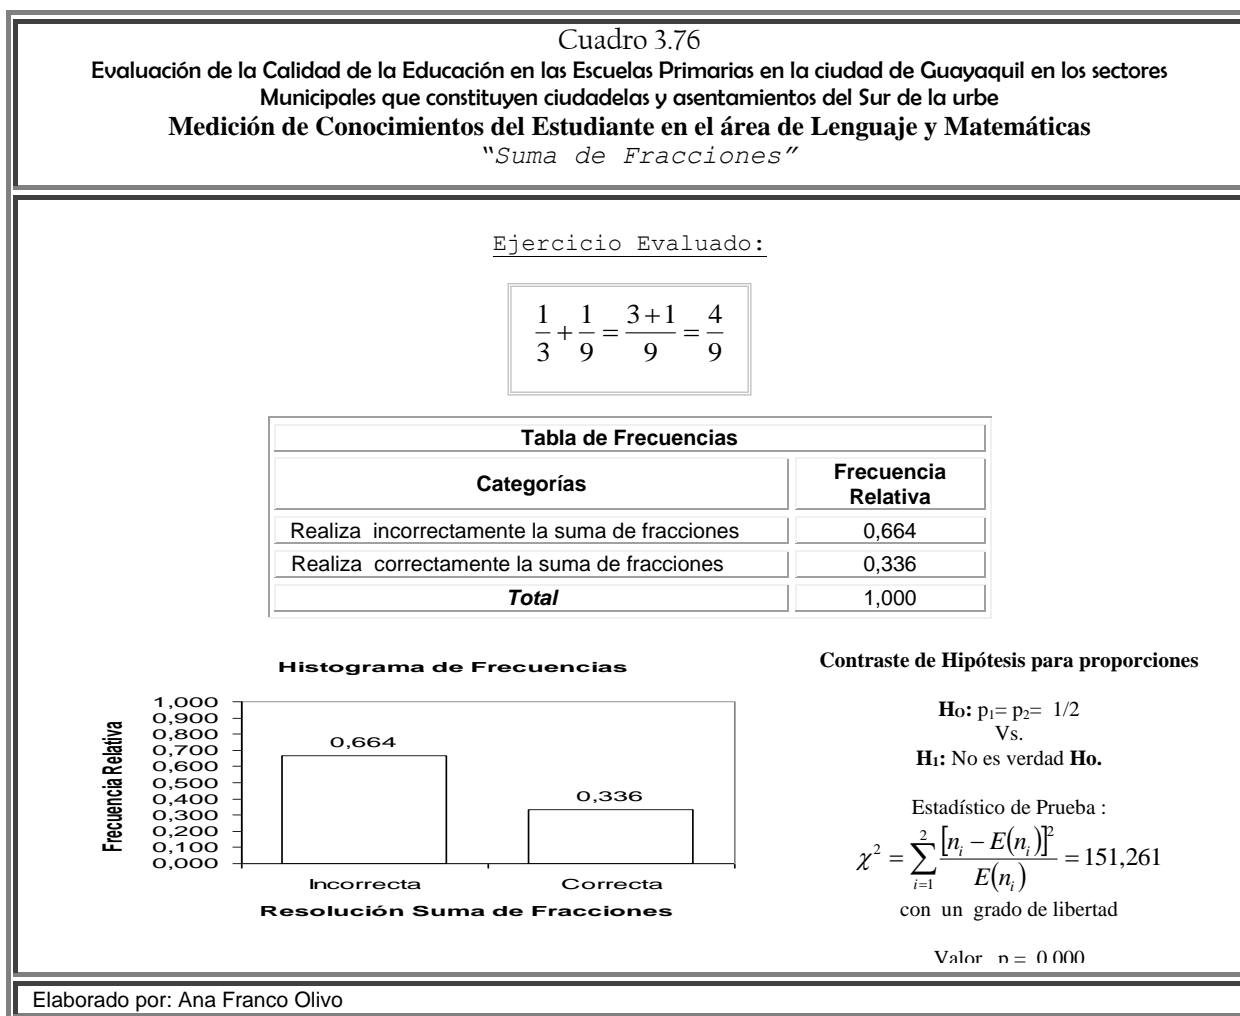 Cuadro 3.76
Evaluación de la Calidad de la Educación en las Escuelas Primarias en la ciudad de Guayaquil en los sectores
Municipales que constituyen ciudadelas y asentamientos del Sur de la urbe
Medición de Conocimientos del Estudiante en el área de Lenguaje y Matemáticas
“Suma de Fracciones”
Ejercicio Evaluado:
1/3 + 1/9 = 3+1/9 = 4/9
Tabla de Frecuencias
Categorías Frecuencia
Relativa
Realiza incorrectamente la suma de fracciones 0,664
Realiza correctamente la suma de fracciones 0,336
Total 1,000
Histograma de Frecuencias
Frecuencia Relativa
1,000
0,900
0,800
0,700
0,600
0,500
0,400
0,300
0,200
0,100
0,000
0,664
0,336
Incorrecta Correcta
Resolución Suma de Fracciones
Contraste de Hipótesis para proporciones
HO: p1= p2= 1/2
Vs.
H1: No es verdad Ho.
Estadístico de Prueba :
χ² = ∑ i=1 2 [ni − E(ni)]² / E(ni) = 151,261
con un grado de libertad
Valor p = 0.000
Elaborado por: Ana Franco Olivo